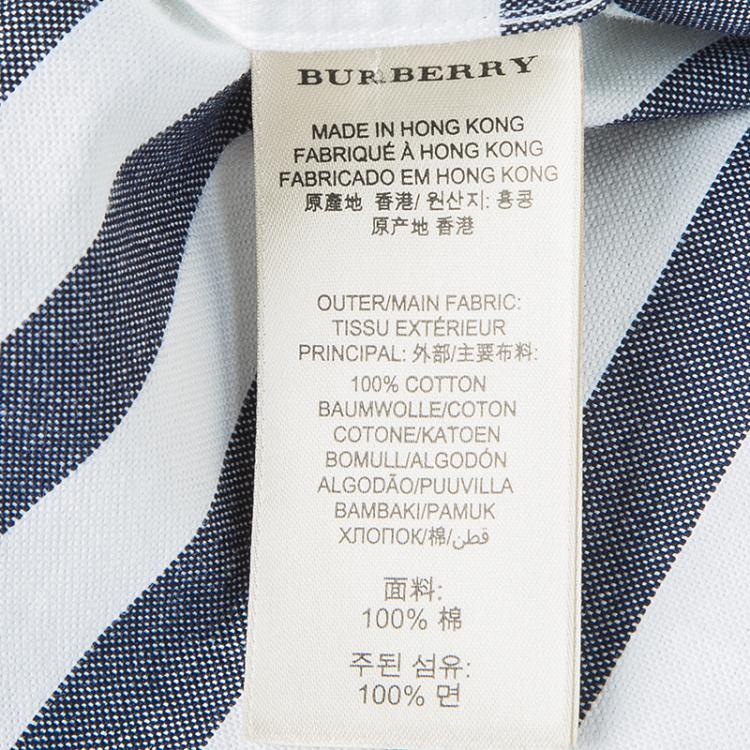 BURBERRY
MADE IN HONG KONG
FABRIQUÉ À HONG KONG
FABRICADO EM HONG KONG
原產地 香港/ 원산지: 홍콩
原产地 香港
OUTER/MAIN FABRIC:
TISSU EXTÉRIEUR
PRINCIPAL: 外部/主要布料:
100% COTTON
BAUMWOLLE/COTON
COTONE/KATOEN
BOMULL/ALGODÓN
ALGODÃO/PUUVILLA
BAMBAKI/PAMUK
ХЛОПОК/棉/قطن
面料:
100% 棉
주된 섬유:
100% 면